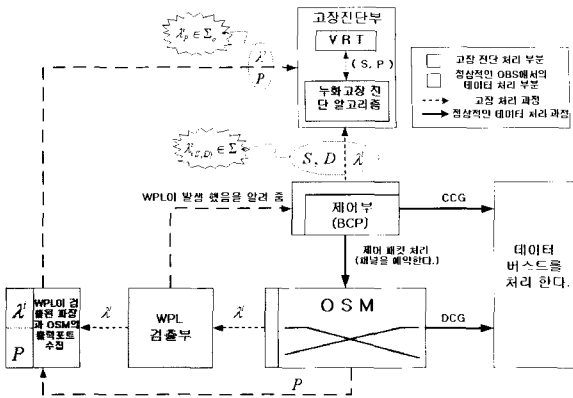 고장진단부
VRT
(S, P)
누화고장 진
단 알고리즘
λⁱ
P
S, D
λⁱ
고장 진단 처리 부분
정상적인 OBS에서의
데이터 처리 부분
고장 처리 과정
정상적인 데이터 처리 과정
WPL이 발생 했음을 알려 줌
제어부
(BCP)
CCG
제어 패킷 처리
(채널을 예약한다.)
데이터
버스트를
처리 한다.
λⁱ
P
WPL이 검
출된 파장
과 OSM의
출력포트
수집
λⁱ
WPL
검출부
λⁱ
OSM
DCG
P